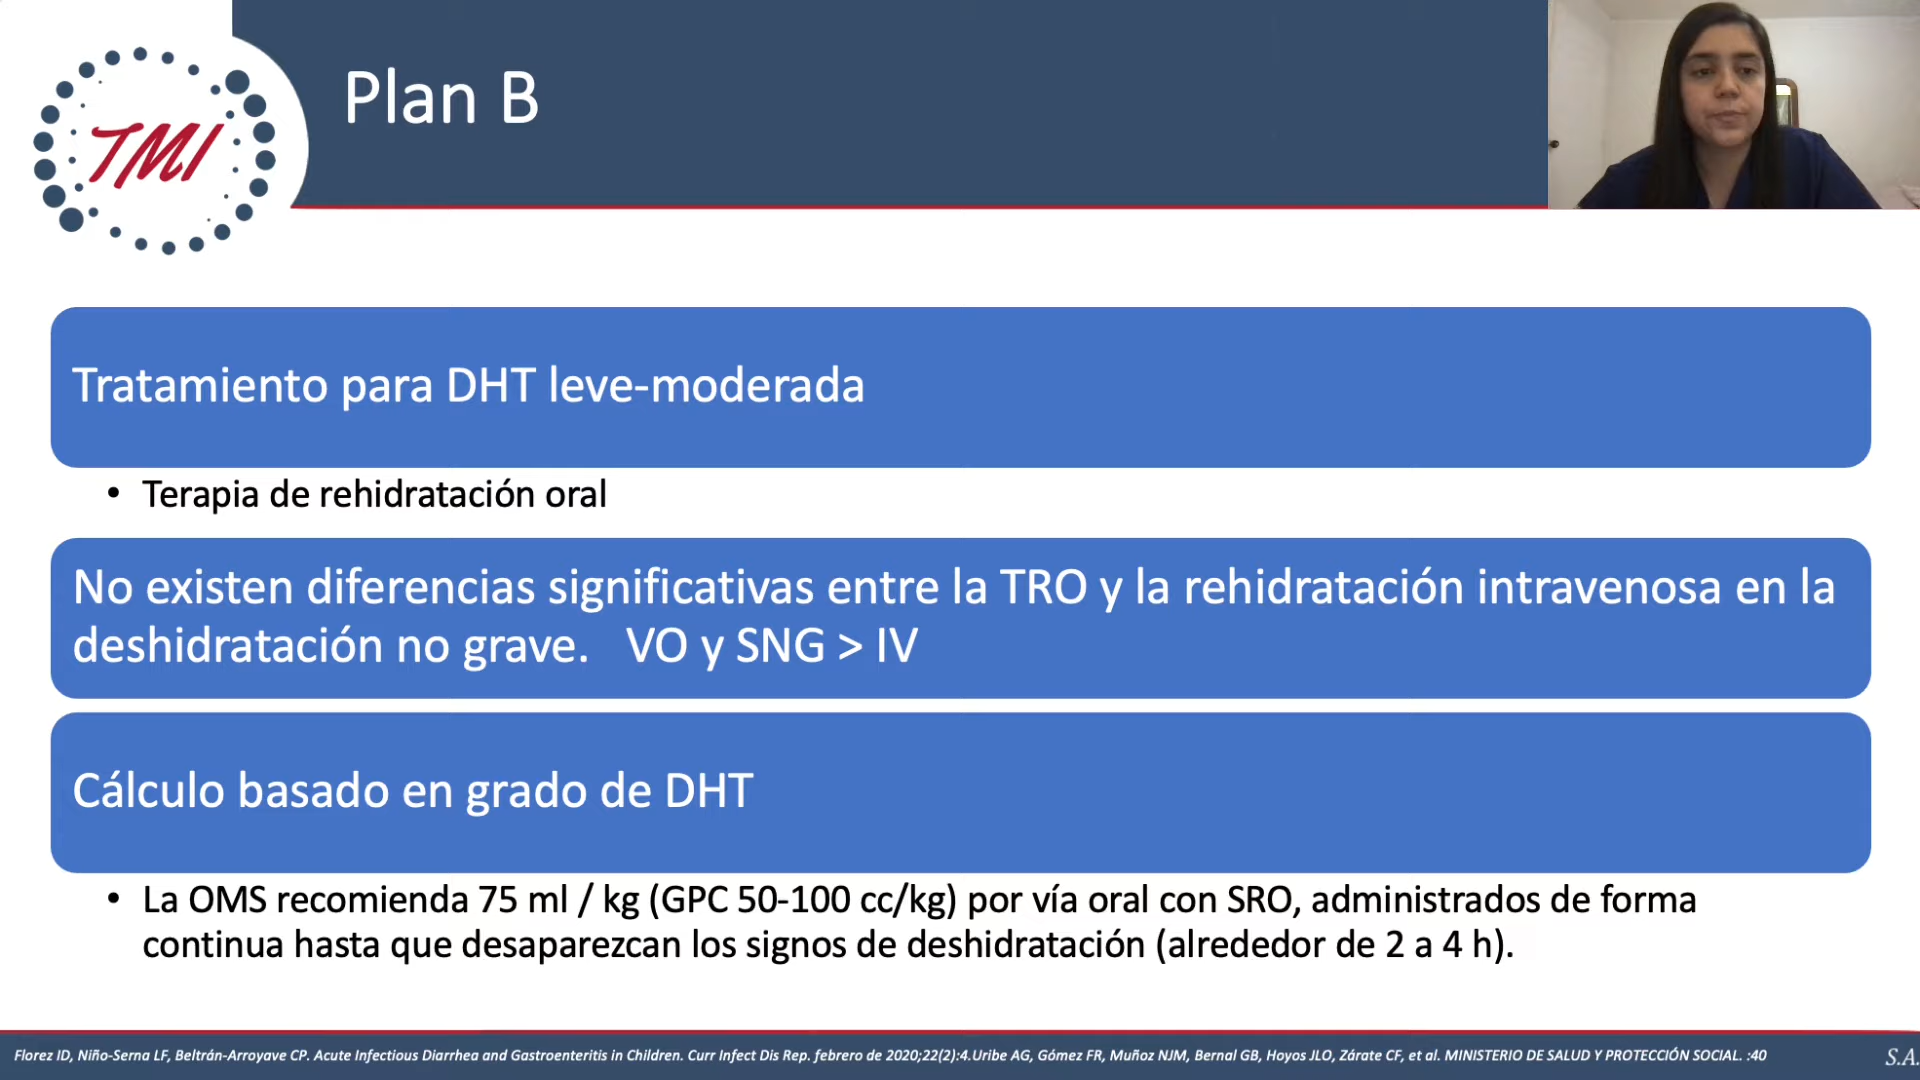 TMI
Plan B
Tratamiento para DHT leve-moderada
• Terapia de rehidratación oral
No existen diferencias significativas entre la TRO y la rehidratación intravenosa en la
deshidratación no grave. VO y SNG > IV
Cálculo basado en grado de DHT
• La OMS recomienda 75 ml / kg (GPC 50-100 cc/kg) por vía oral con SRO, administrados de forma
continua hasta que desaparezcan los signos de deshidratación (alrededor de 2 a 4 h).
Florez ID, Niño-Serna LF, Beltrán-Arroyave CP. Acute Infectious Diarrhea and Gastroenteritis in Children. Curr Infect Dis Rep. febrero de 2020;22(2):4.Uribe AG, Gómez FR, Muñoz NJM, Bernal GB, Hoyos JLO, Zárate CF, et al. MINISTERIO DE SALUD Y PROTECCIÓN SOCIAL. :40
S.A.